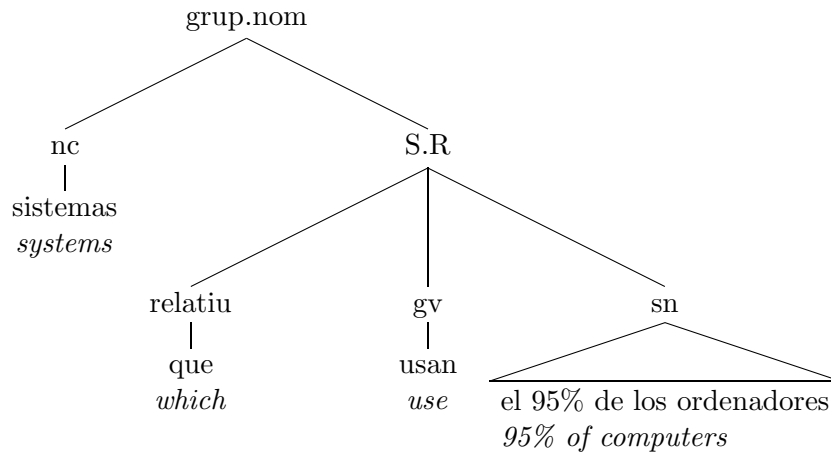 grup.nom
nc S.R
sistemas
systems
relatiu gv sn
que usan
which use
el 95% de los ordenadores
95% of computers